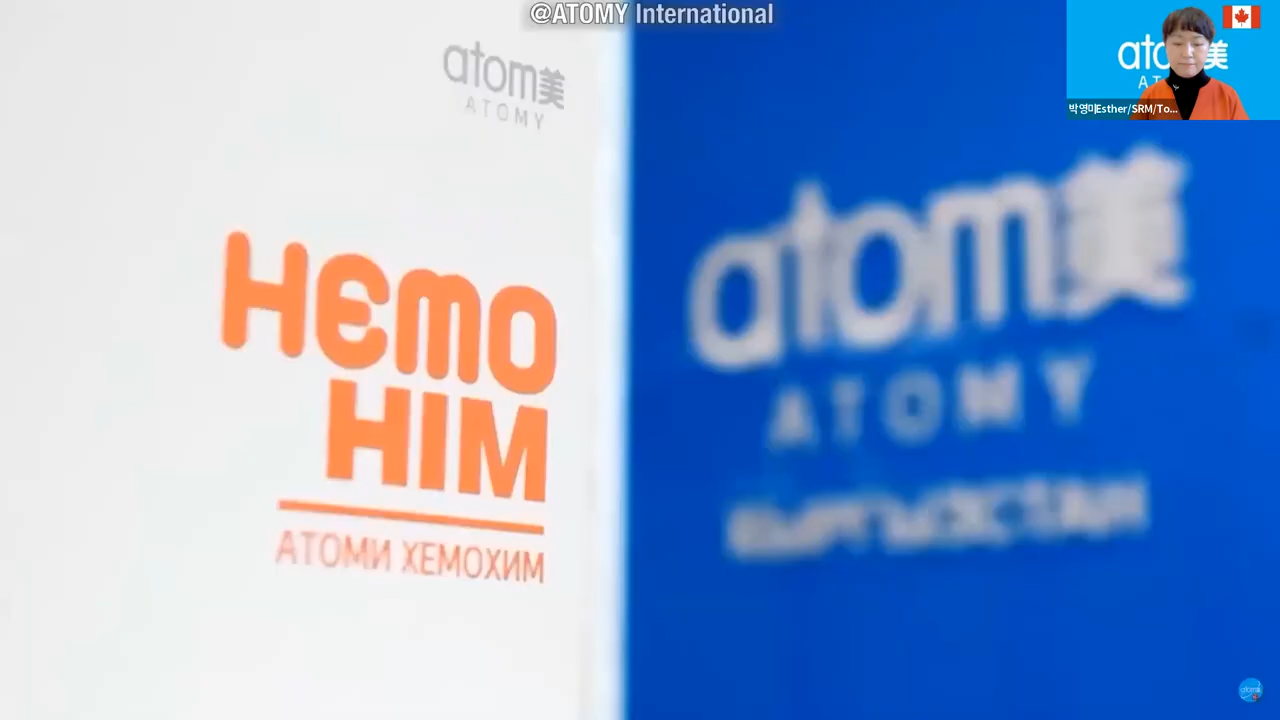 @ATOMY International
atom美
ATOMY
HEMO
HIM
АТОМИ ХЕМОХИМ
atom美
ATOMY
КЫРГЫЗСТАН
박영미Esther/SRM/To...
atom美